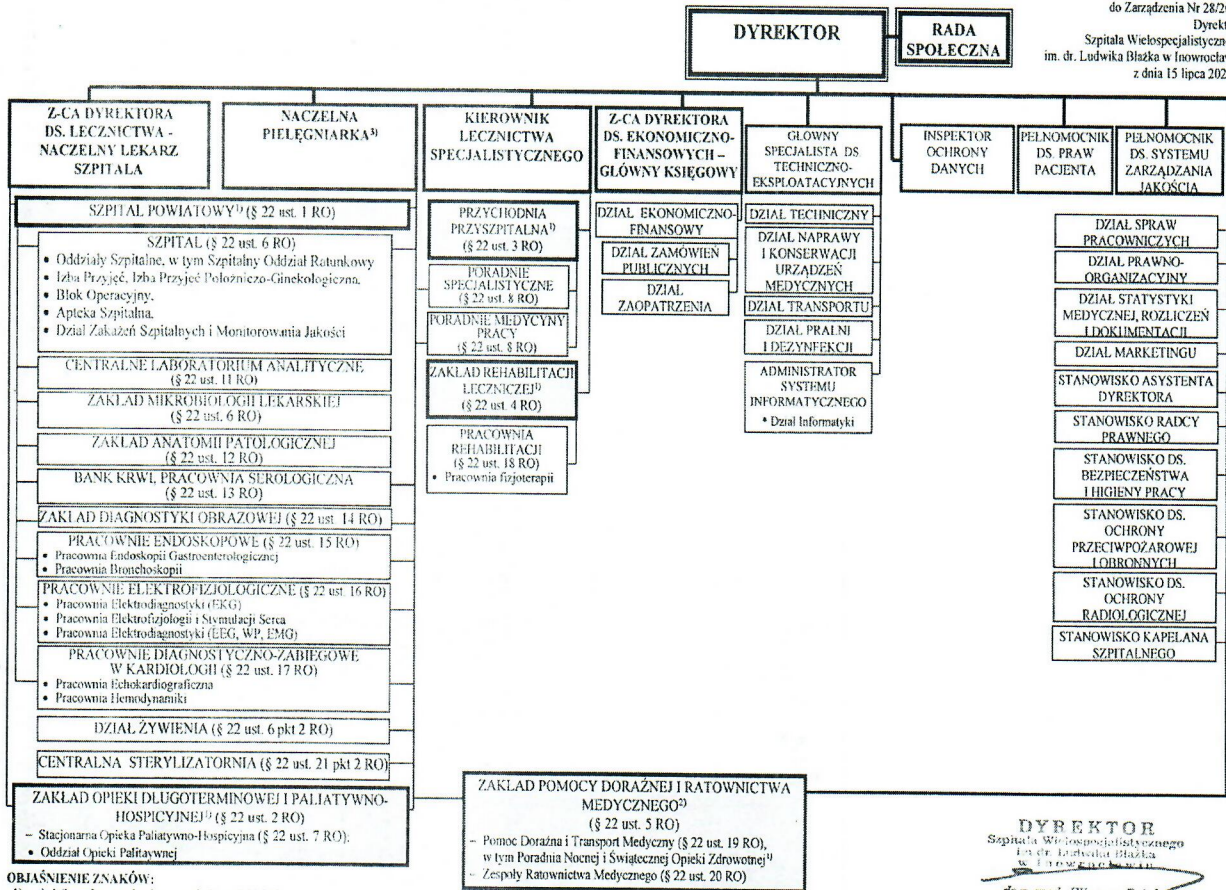 do Zarządzenia Nr 28/2
Dyrekt
Szpitala Wielospecjalistyczn
im. dr. Ludwika Błażka w Inowrocła
z dnia 15 lipca 202
DYREKTOR
RADA
SPOŁECZNA
Z-CA DYREKTORA
DS. LECZNICTWA -
NACZELNY LEKARZ
SZPITALA
NACZELNA
PIELĘGNIARKA3)
KIEROWNIK
LECZNICTWA
SPECJALISTYCZNEGO
Z-CA DYREKTORA
DS. EKONOMICZNO-
FINANSOWYCH –
GŁÓWNY KSIĘGOWY
GŁÓWNY
SPECJALISTA DS.
TECHNICZNO-
EKSPLOATACYJNYCH
INSPEKTOR
OCHRONY
DANYCH
PEŁNOMOCNIK
DS. PRAW
PACJENTA
PEŁNOMOCNIK
DS. SYSTEMU
ZARZĄDZANIA
JAKOŚCIĄ
SZPITAL POWIATOWY1) (§ 22 ust. 1 RO)
SZPITAL (§ 22 ust. 6 RO)
• Oddziały Szpitalne, w tym Szpitalny Oddział Ratunkowy
• Izba Przyjęć, Izba Przyjęć Położniczo-Ginekologiczna,
• Blok Operacyjny,
• Apteka Szpitalna,
• Dział Zakażeń Szpitalnych i Monitorowania Jakości
CENTRALNE LABORATORIUM ANALITYCZNE
(§ 22 ust. 11 RO)
ZAKŁAD MIKROBIOLOGII LEKARSKIEJ
(§ 22 ust. 6 RO)
ZAKŁAD ANATOMII PATOLOGICZNEJ
(§ 22 ust. 12 RO)
BANK KRWI, PRACOWNIA SEROLOGICZNA
(§ 22 ust. 13 RO)
ZAKŁAD DIAGNOSTYKI OBRAZOWEJ (§ 22 ust. 14 RO)
PRACOWNIE ENDOSKOPOWE (§ 22 ust. 15 RO)
• Pracownia Endoskopii Gastroenterologicznej
• Pracownia Bronchoskopii
PRACOWNIE ELEKTROFIZJOLOGICZNE (§ 22 ust. 16 RO)
• Pracownia Elektrodiagnostyki (EKG)
• Pracownia Elektrofizjologii i Stymulacji Serca
• Pracownia Elektrodiagnostyki (EEG, WP, EMG)
PRACOWNIE DIAGNOSTYCZNO-ZABIEGOWE
W KARDIOLOGII (§ 22 ust. 17 RO)
• Pracownia Echokardiograficzna
• Pracownia Hemodynamiki
DZIAŁ ŻYWIENIA (§ 22 ust. 6 pkt 2 RO)
CENTRALNA STERYLIZATORNIA (§ 22 ust. 21 pkt 2 RO)
ZAKŁAD OPIEKI DŁUGOTERMINOWEJ I PALIATYWNO-
HOSPICYJNEJ1) (§ 22 ust. 2 RO)
– Stacjonarna Opieka Paliatywno-Hospicyjna (§ 22 ust. 7 RO):
• Oddział Opieki Palitaywnej
PRZYCHODNIA
PRZYSZPITALNA1)
(§ 22 ust. 3 RO)
PORADNIE
SPECJALISTYCZNE
(§ 22 ust. 8 RO)
PORADNIE MEDYCYNY
PRACY
(§ 22 ust. 8 RO)
ZAKŁAD REHABILITACJI
LECZNICZEJ1)
(§ 22 ust. 4 RO)
PRACOWNIA
REHABILITACJI
(§ 22 ust. 18 RO)
• Pracownia fizjoterapii
DZIAŁ EKONOMICZNO-
FINANSOWY
DZIAŁ ZAMÓWIEŃ
PUBLICZNYCH
DZIAŁ
ZAOPATRZENIA
DZIAŁ TECHNICZNY
DZIAŁ NAPRAWY
I KONSERWACJI
URZĄDZEŃ
MEDYCZNYCH
DZIAŁ TRANSPORTU
DZIAŁ PRALNI
I DEZYNFEKCJI
ADMINISTRATOR
SYSTEMU
INFORMATYCZNEGO
* Dział Informatyki
DZIAŁ SPRAW
PRACOWNICZYCH
DZIAŁ PRAWNO-
ORGANIZACYJNY
DZIAŁ STATYSTYKI
MEDYCZNEJ, ROZLICZEŃ
I DOKUMENTACJI
DZIAŁ MARKETINGU
STANOWISKO ASYSTENTA
DYREKTORA
STANOWISKO RADCY
PRAWNEGO
STANOWISKO DS.
BEZPIECZEŃSTWA
I HIGIENY PRACY
STANOWISKO DS.
OCHRONY
PRZECIWPOŻAROWEJ
I OBRONNYCH
STANOWISKO DS.
OCHRONY
RADIOLOGICZNEJ
STANOWISKO KAPELANA
SZPITALNEGO
ZAKŁAD POMOCY DORAŹNEJ I RATOWNICTWA
MEDYCZNEGO2)
(§ 22 ust. 5 RO)
– Pomoc Doraźna i Transport Medyczny (§ 22 ust. 19 RO),
w tym Poradnia Nocnej i Świątecznej Opieki Zdrowotnej1)
– Zespoły Ratownictwa Medycznego (§ 22 ust. 20 RO)
DYREKTOR
Szpitala Wielospecjalistycznego
im. dr. Ludwika Błażka
w Inowrocławiu
OBJAŚNIENIE ZNAKÓW: